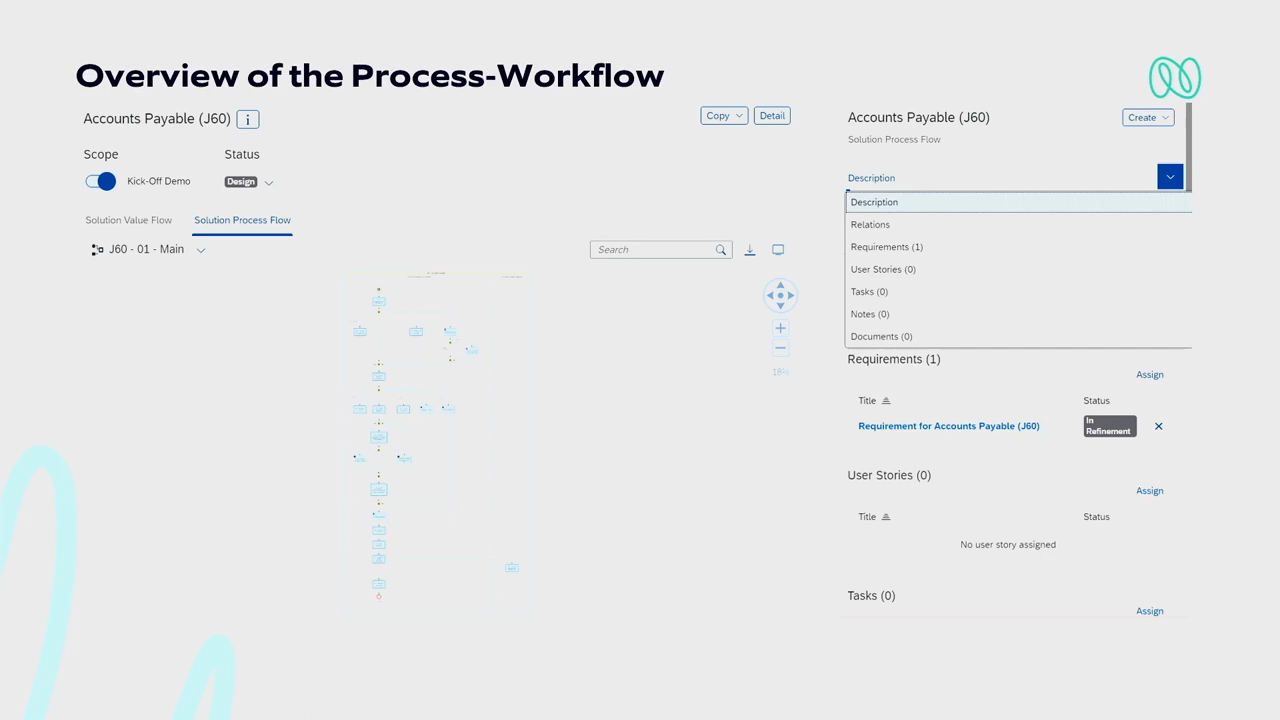 Overview of the Process-Workflow
Accounts Payable (J60)
i
Copy
Detail
Scope
Status
Kick-Off Demo
Design
Solution Value Flow
Solution Process Flow
J60 - 01 - Main
Search
Accounts Payable (J60)
Create
Solution Process Flow
Description
Description
Relations
Requirements (1)
User Stories (0)
Tasks (0)
Notes (0)
Documents (0)
Requirements (1)
Assign
Title
Status
Requirement for Accounts Payable (J60)
In
Refinement
User Stories (0)
Assign
Title
Status
No user story assigned
Tasks (0)
Assign